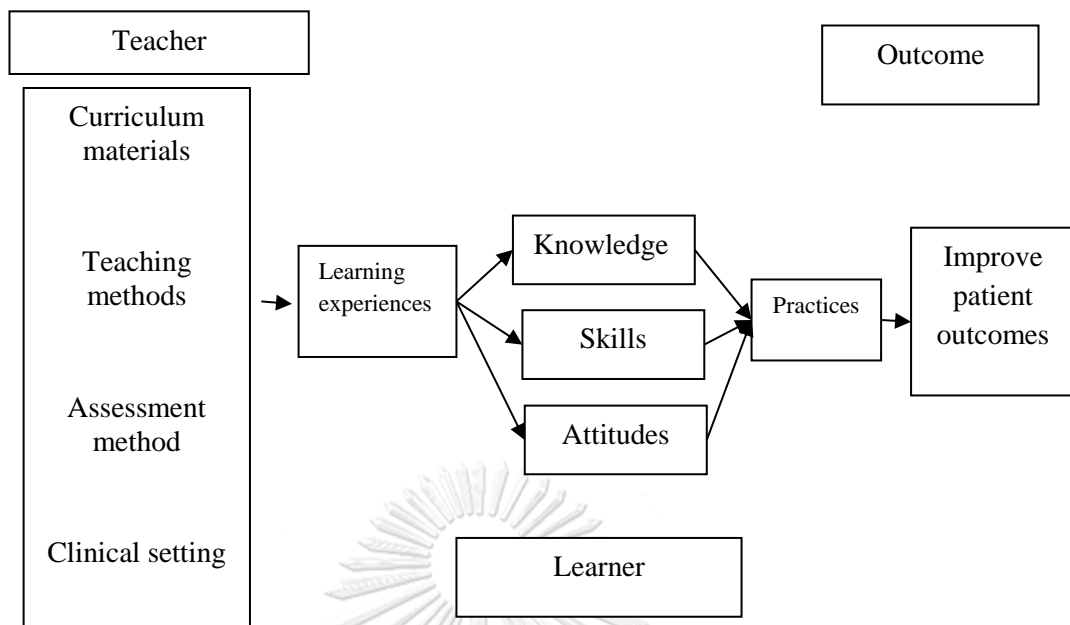 Teacher
Outcome
Curriculum
materials
Teaching
methods
Assessment
method
Clinical setting
Learning
experiences
Knowledge
Skills
Attitudes
Practices
Improve
patient
outcomes
Learner